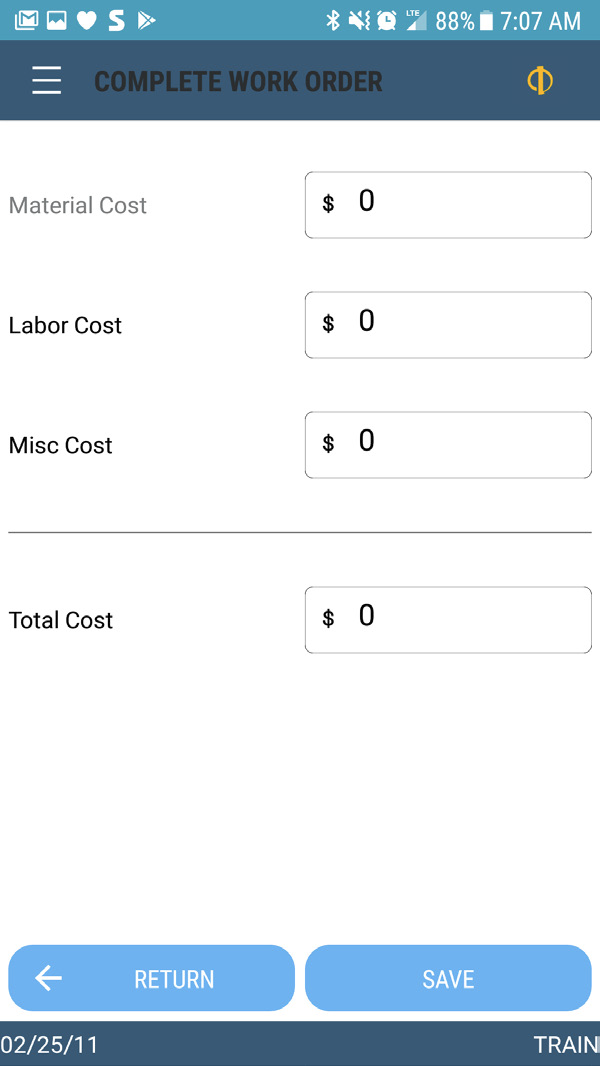 LTE 88% 7:07 AM
COMPLETE WORK ORDER
Material Cost $ 0
Labor Cost $ 0
Misc Cost $ 0
Total Cost $ 0
RETURN SAVE
02/25/11 TRAIN